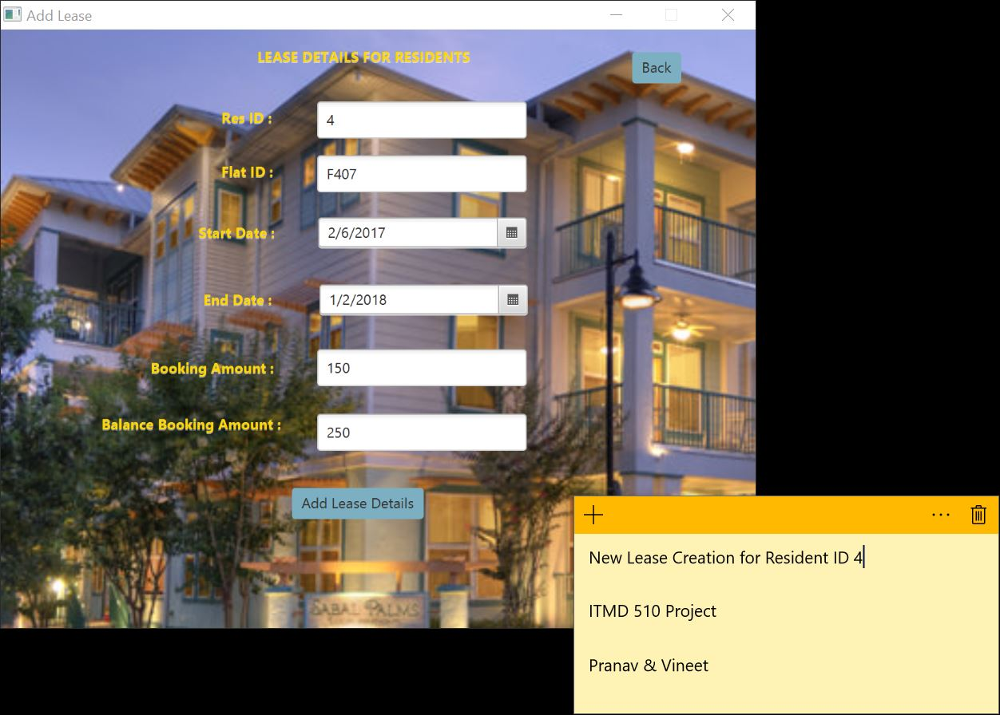 Add Lease
LEASE DETAILS FOR RESIDENTS
Back
Res ID : 4
Flat ID : F407
Start Date : 2/6/2017
End Date : 1/2/2018
Booking Amount : 150
Balance Booking Amount : 250
Add Lease Details
SABAL PALMS
New Lease Creation for Resident ID 4
ITMD 510 Project
Pranav & Vineet